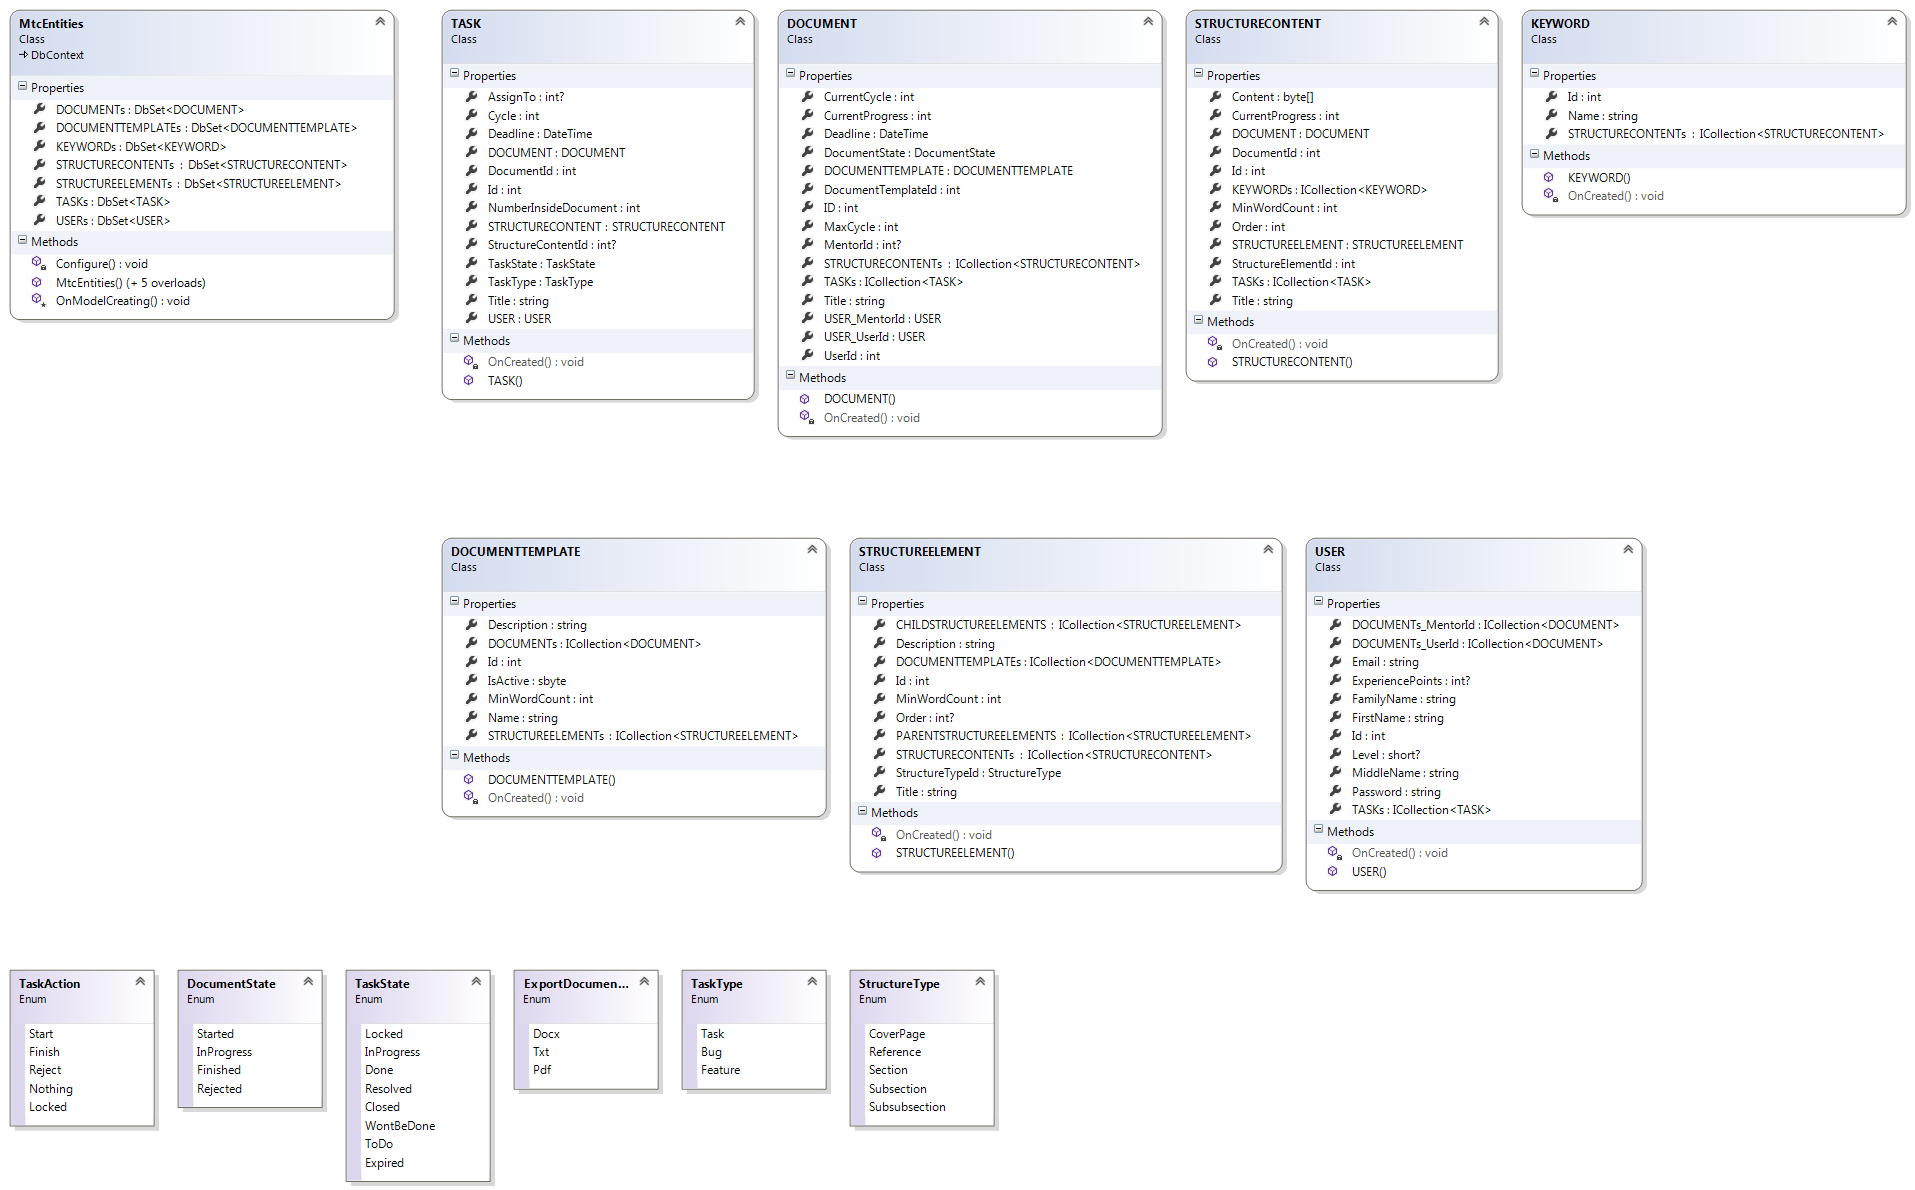 MtcEntities
Class
DbContext
Properties
DOCUMENTs : DbSet<DOCUMENT>
DOCUMENTTEMPLATEs : DbSet<DOCUMENTTEMPLATE>
KEYWORDs : DbSet<KEYWORD>
STRUCTURECONTENTs : DbSet<STRUCTURECONTENT>
STRUCTUREELEMENTs : DbSet<STRUCTUREELEMENT>
TASKs : DbSet<TASK>
USERs : DbSet<USER>
Methods
Configure() : void
MtcEntities() (+ 5 overloads)
OnModelCreating() : void
TASK
Class
Properties
AssignTo : int?
Cycle : int
Deadline : DateTime
DOCUMENT : DOCUMENT
DocumentId : int
Id : int
NumberInsideDocument : int
STRUCTURECONTENT : STRUCTURECONTENT
StructureContentId : int?
TaskState : TaskState
TaskType : TaskType
Title : string
USER : USER
Methods
OnCreated() : void
TASK()
DOCUMENT
Class
Properties
CurrentCycle : int
CurrentProgress : int
Deadline : DateTime
DocumentState : DocumentState
DOCUMENTTEMPLATE : DOCUMENTTEMPLATE
DocumentTemplateId : int
ID : int
MaxCycle : int
MentorId : int?
STRUCTURECONTENTs : ICollection<STRUCTURECONTENT>
TASKs : ICollection<TASK>
Title : string
USER_MentorId : USER
USER_UserId : USER
UserId : int
Methods
DOCUMENT()
OnCreated() : void
STRUCTURECONTENT
Class
Properties
Content : byte[]
CurrentProgress : int
DOCUMENT : DOCUMENT
DocumentId : int
Id : int
KEYWORDs : ICollection<KEYWORD>
MinWordCount : int
Order : int
STRUCTUREELEMENT : STRUCTUREELEMENT
StructureElementId : int
TASKs : ICollection<TASK>
Title : string
Methods
OnCreated() : void
STRUCTURECONTENT()
KEYWORD
Class
Properties
Id : int
Name : string
STRUCTURECONTENTs : ICollection<STRUCTURECONTENT>
Methods
KEYWORD()
OnCreated() : void
DOCUMENTTEMPLATE
Class
Properties
Description : string
DOCUMENTs : ICollection<DOCUMENT>
Id : int
IsActive : sbyte
MinWordCount : int
Name : string
STRUCTUREELEMENTs : ICollection<STRUCTUREELEMENT>
Methods
DOCUMENTTEMPLATE()
OnCreated() : void
STRUCTUREELEMENT
Class
Properties
CHILDSTRUCTUREELEMENTS : ICollection<STRUCTUREELEMENT>
Description : string
DOCUMENTTEMPLATEs : ICollection<DOCUMENTTEMPLATE>
Id : int
MinWordCount : int
Order : int?
PARENTSTRUCTUREELEMENTS : ICollection<STRUCTUREELEMENT>
STRUCTURECONTENTs : ICollection<STRUCTURECONTENT>
StructureTypeId : StructureType
Title : string
Methods
OnCreated() : void
STRUCTUREELEMENT()
USER
Class
Properties
DOCUMENTs_MentorId : ICollection<DOCUMENT>
DOCUMENTs_UserId : ICollection<DOCUMENT>
Email : string
ExperiencePoints : int?
FamilyName : string
FirstName : string
Id : int
Level : short?
MiddleName : string
Password : string
TASKs : ICollection<TASK>
Methods
OnCreated() : void
USER()
TaskAction
Enum
Start
Finish
Reject
Nothing
Locked
DocumentState
Enum
Started
InProgress
Finished
Rejected
TaskState
Enum
Locked
InProgress
Done
Resolved
Closed
WontBeDone
ToDo
Expired
ExportDocumen...
Enum
Docx
Txt
Pdf
TaskType
Enum
Task
Bug
Feature
StructureType
Enum
CoverPage
Reference
Section
Subsection
Subsubsection